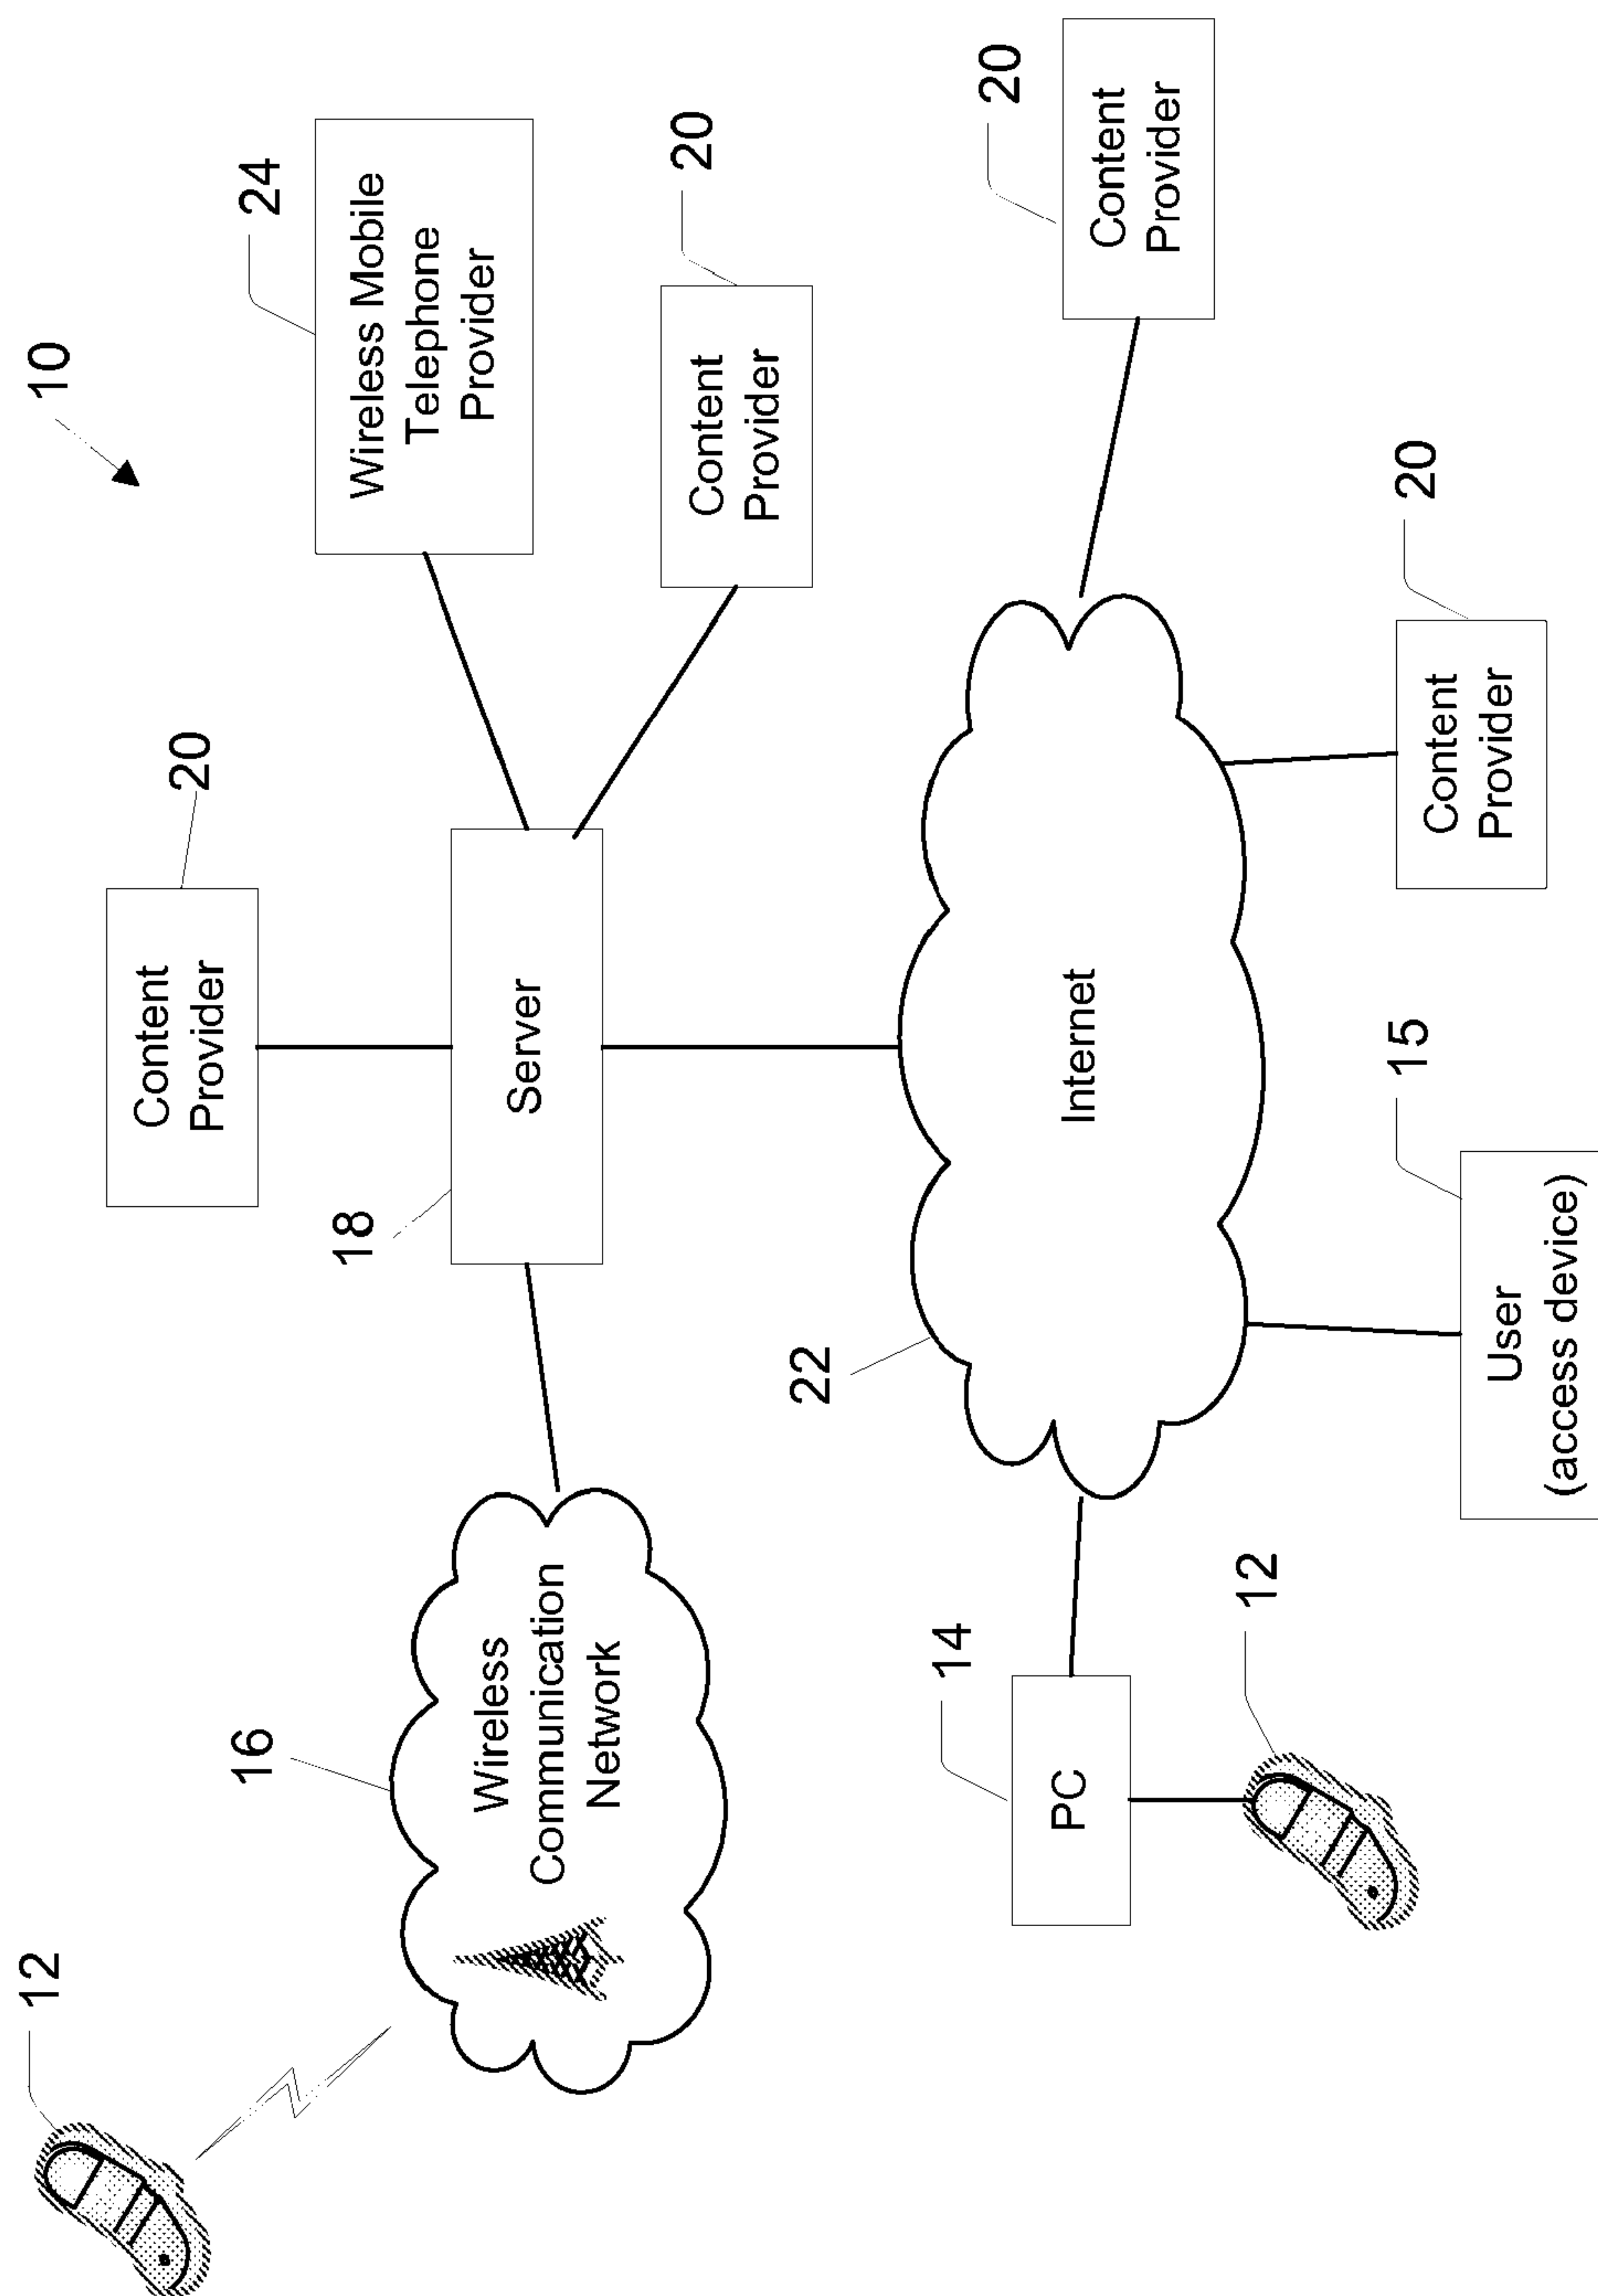 10
12
16
Wireless
Communication
Network
18
Server
20
Content
Provider
24
Wireless Mobile
Telephone
Provider
20
Content
Provider
22
Internet
14
PC
12
15
User
(access device)
20
Content
Provider
20
Content
Provider